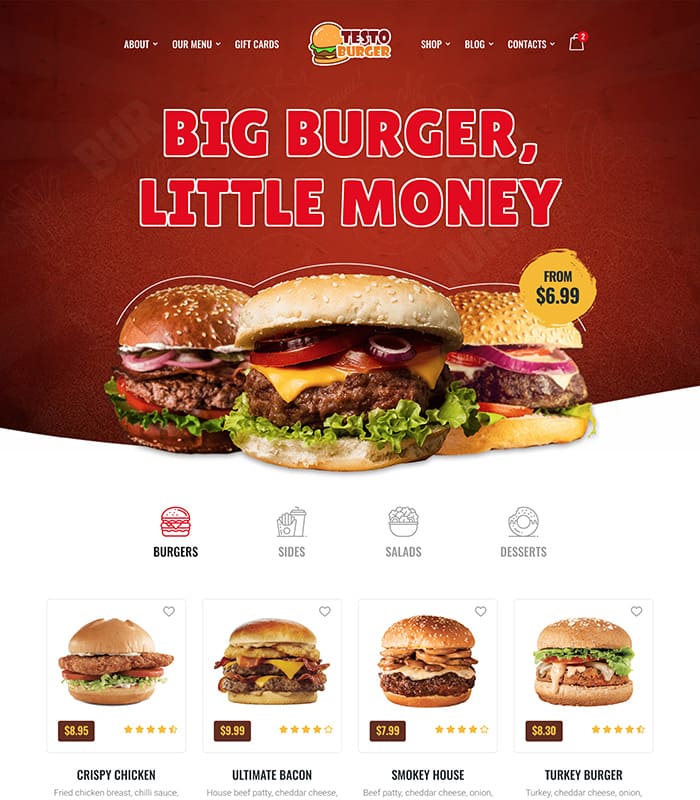 ABOUT OUR MENU GIFT CARDS TESTO BURGER SHOP BLOG CONTACTS 2
BIG BURGER,
LITTLE MONEY
FROM
$6.99
BURGERS SIDES SALADS DESSERTS
$8.95 $9.99 $7.99 $8.30
CRISPY CHICKEN ULTIMATE BACON SMOKEY HOUSE TURKEY BURGER
Fried chicken breast, chilli sauce, House beef patty, cheddar cheese, Beef patty, cheddar cheese, onion, Turkey, cheddar cheese, onion,